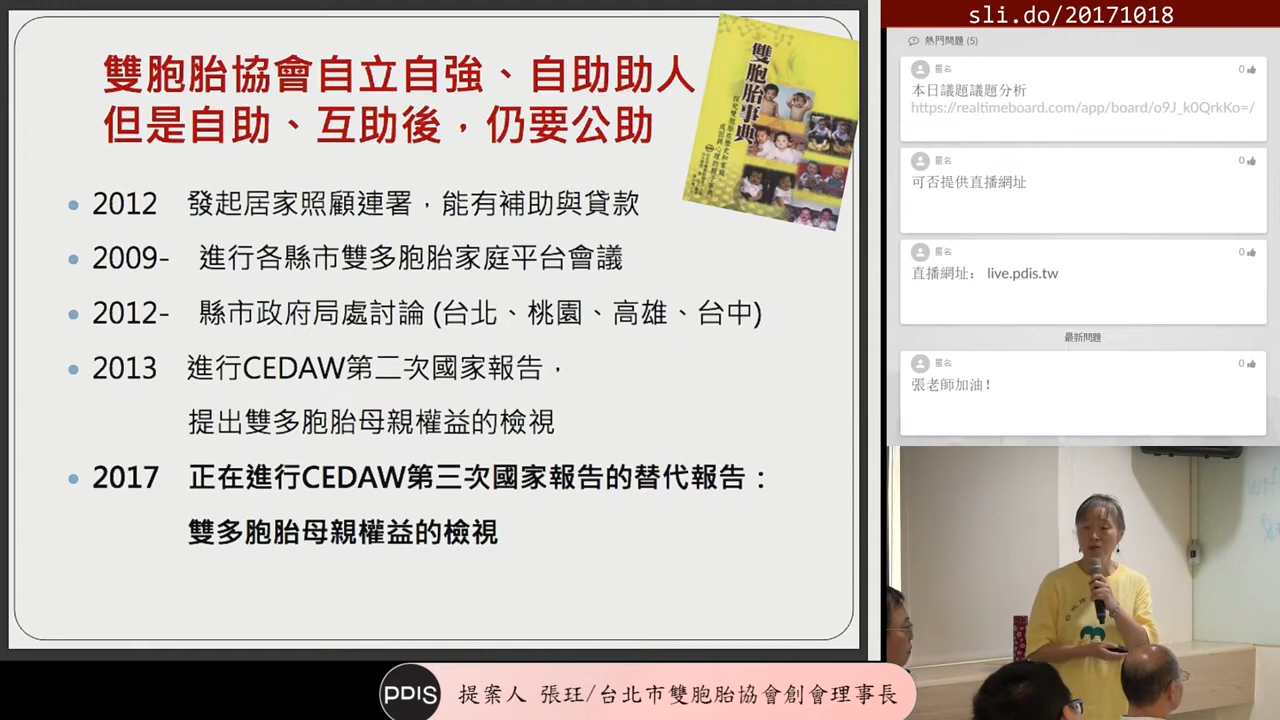 雙胞胎協會自立自強、自助助人
但是自助、互助後，仍要公助
雙胞胎事典
2012 發起居家照顧連署，能有補助與貸款
2009- 進行各縣市雙多胞胎家庭平台會議
2012- 縣市政府局處討論 (台北、桃園、高雄、台中)
2013 進行CEDAW第二次國家報告，
提出雙多胞胎母親權益的檢視
2017 正在進行CEDAW第三次國家報告的替代報告：
雙多胞胎母親權益的檢視
sli.do/20171018
熱門問題 (5)
匿名 0
本日議題議題分析
https://realtimeboard.com/app/board/o9J_k0QrkKo=/
匿名 0
可否提供直播網址
匿名 0
直播網址： live.pdis.tw
最新問題
匿名 0
張老師加油！
PDIS 提案人 張珏/台北市雙胞胎協會創會理事長